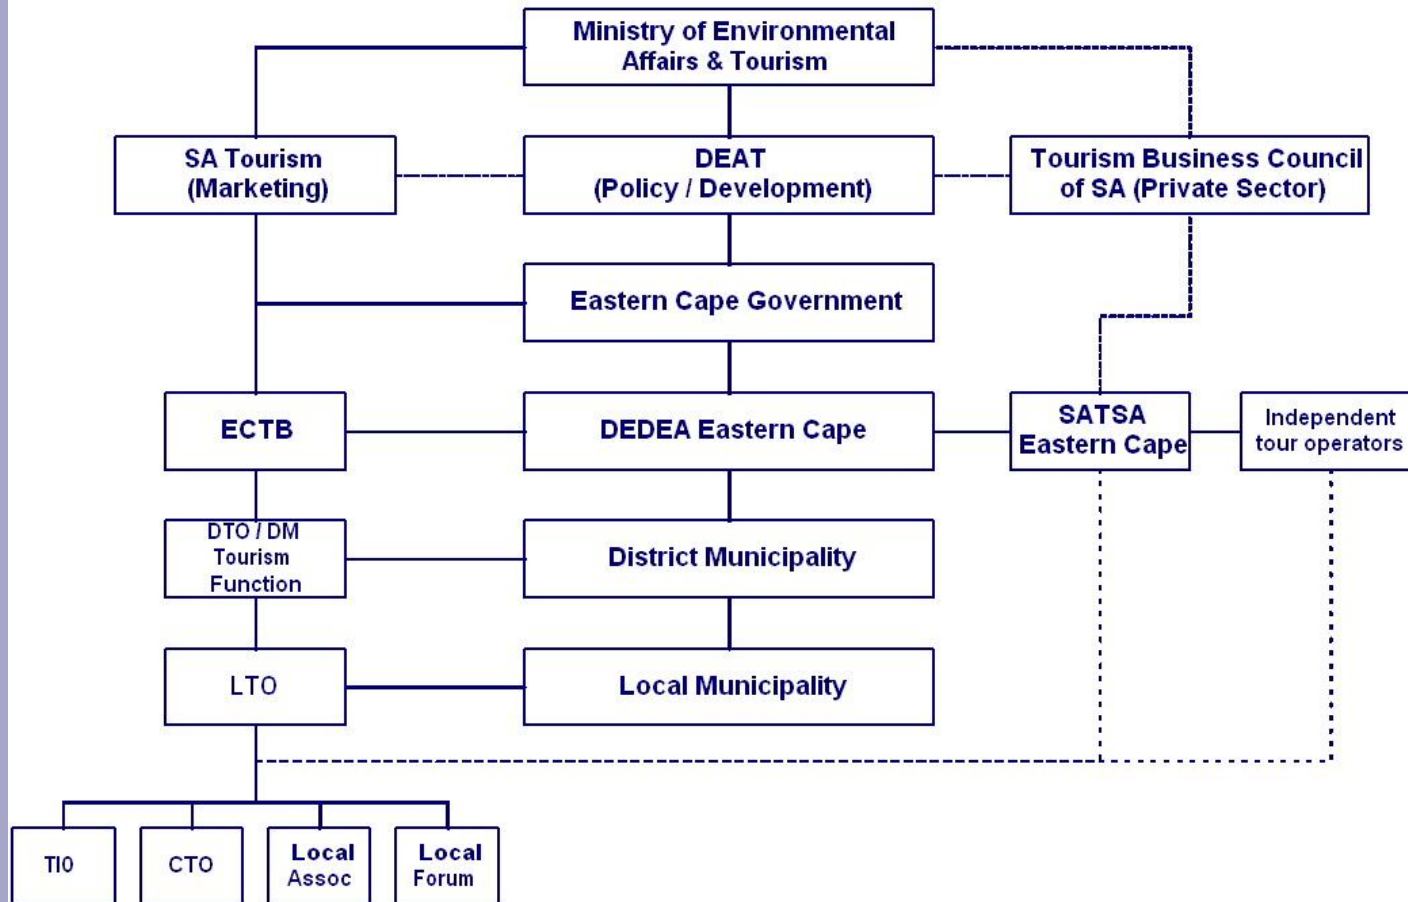 Ministry of Environmental
Affairs & Tourism
SA Tourism
(Marketing)
DEAT
(Policy / Development)
Tourism Business Council
of SA (Private Sector)
Eastern Cape Government
ECTB
DEDEA Eastern Cape
SATSA
Eastern Cape
Independent
tour operators
DTO / DM
Tourism
Function
District Municipality
LTO
Local Municipality
TIO
CTO
Local
Assoc
Local
Forum